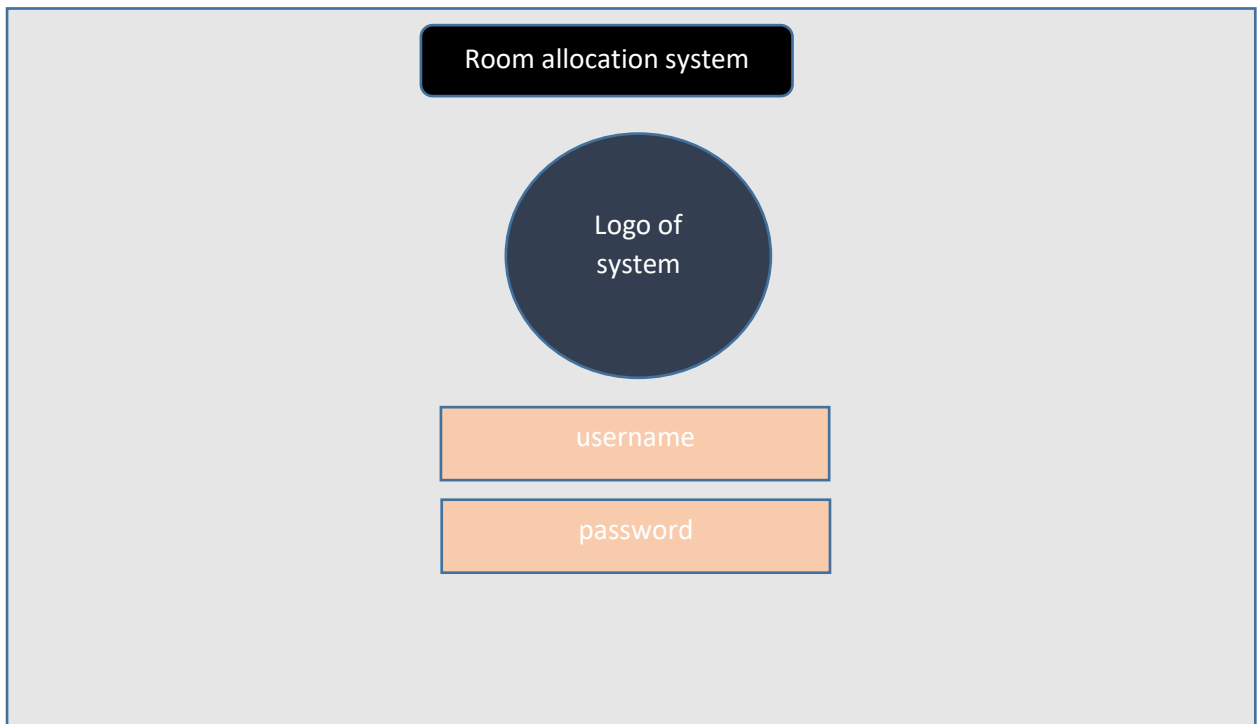 Room allocation system
Logo of
system
username
password